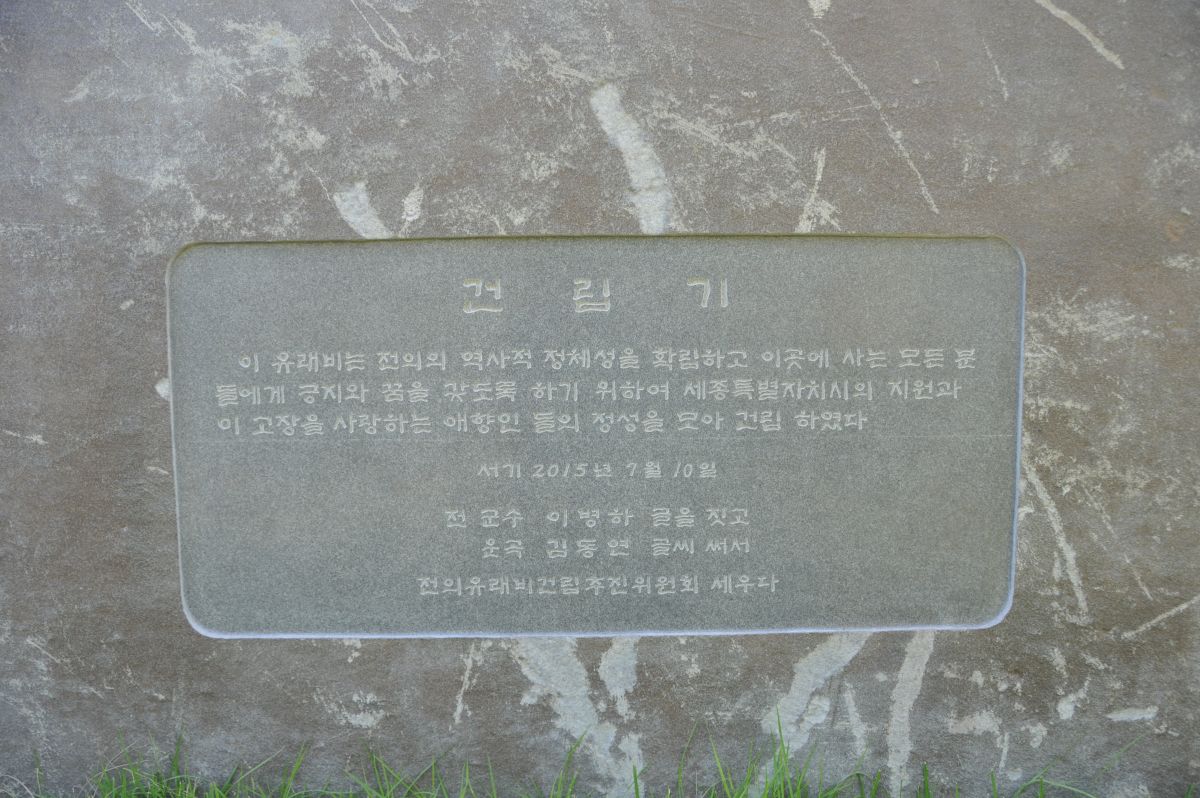 건 립 기
이 유래비는 전의의 역사적 정체성을 확립하고 이곳에 사는 모든 분
들에게 긍지와 꿈을 갖도록 하기 위하여 세종특별자치시의 지원과
이 고장을 사랑하는 애향인 들의 정성을 모아 건립 하였다
서기 2015년 7월 10일
전 군수 이병하 글을 짓고
운곡 김동연 글씨 써서
전의유래비건립추진위원회 세우다